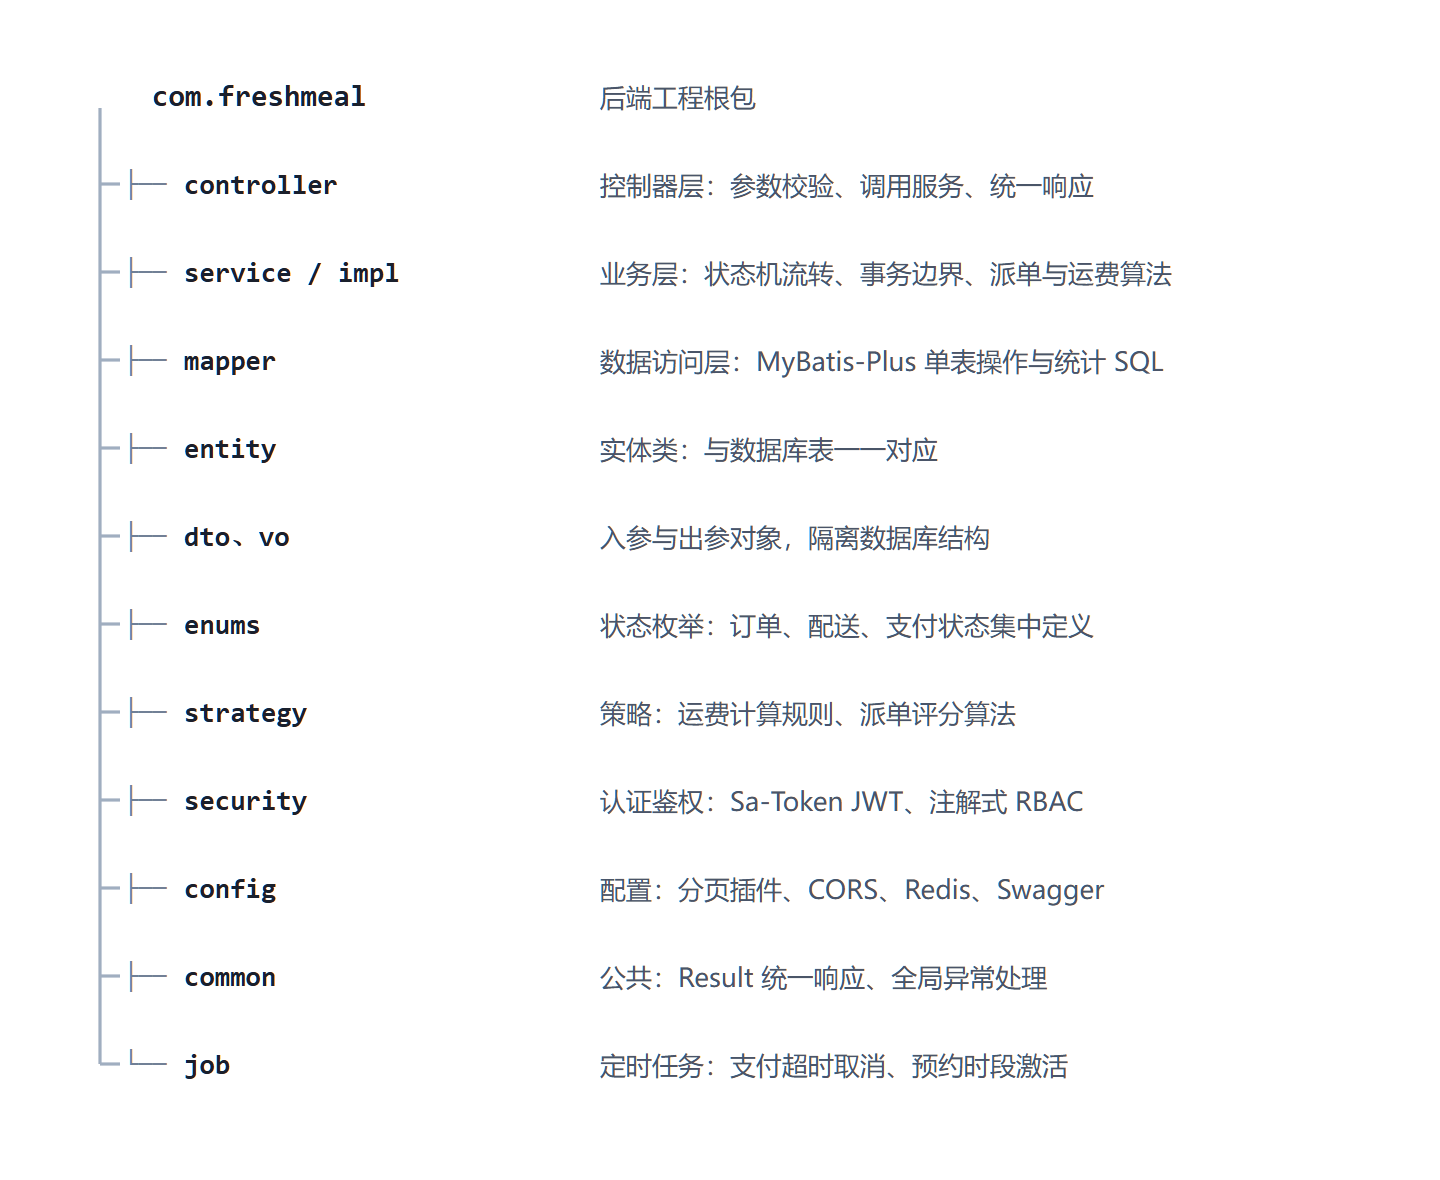 com.freshmeal 后端工程根包
├── controller 控制器层：参数校验、调用服务、统一响应
├── service / impl 业务层：状态机流转、事务边界、派单与运费算法
├── mapper 数据访问层：MyBatis-Plus 单表操作与统计 SQL
├── entity 实体类：与数据库表一一对应
├── dto、vo 入参与出参对象，隔离数据库结构
├── enums 状态枚举：订单、配送、支付状态集中定义
├── strategy 策略：运费计算规则、派单评分算法
├── security 认证鉴权：Sa-Token JWT、注解式 RBAC
├── config 配置：分页插件、CORS、Redis、Swagger
├── common 公共：Result 统一响应、全局异常处理
└── job 定时任务：支付超时取消、预约时段激活